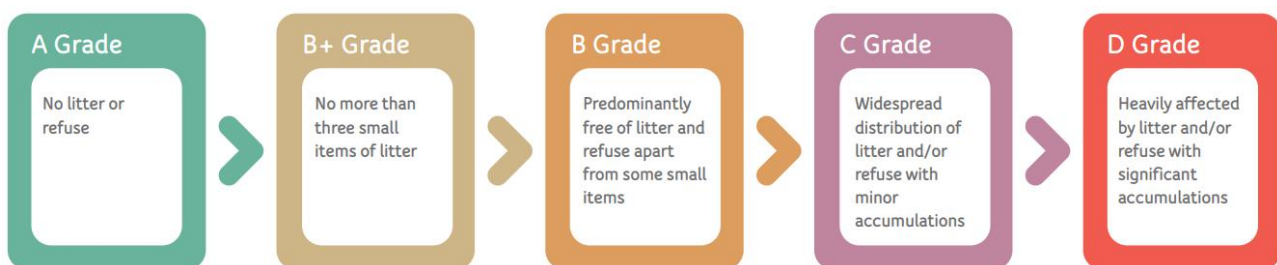 A Grade
No litter or
refuse
B+ Grade
No more than
three small
items of litter
B Grade
Predominantly
free of litter and
refuse apart
from some small
items
C Grade
Widespread
distribution of
litter and/or
refuse with
minor
accumulations
D Grade
Heavily affected
by litter and/or
refuse with
significant
accumulations